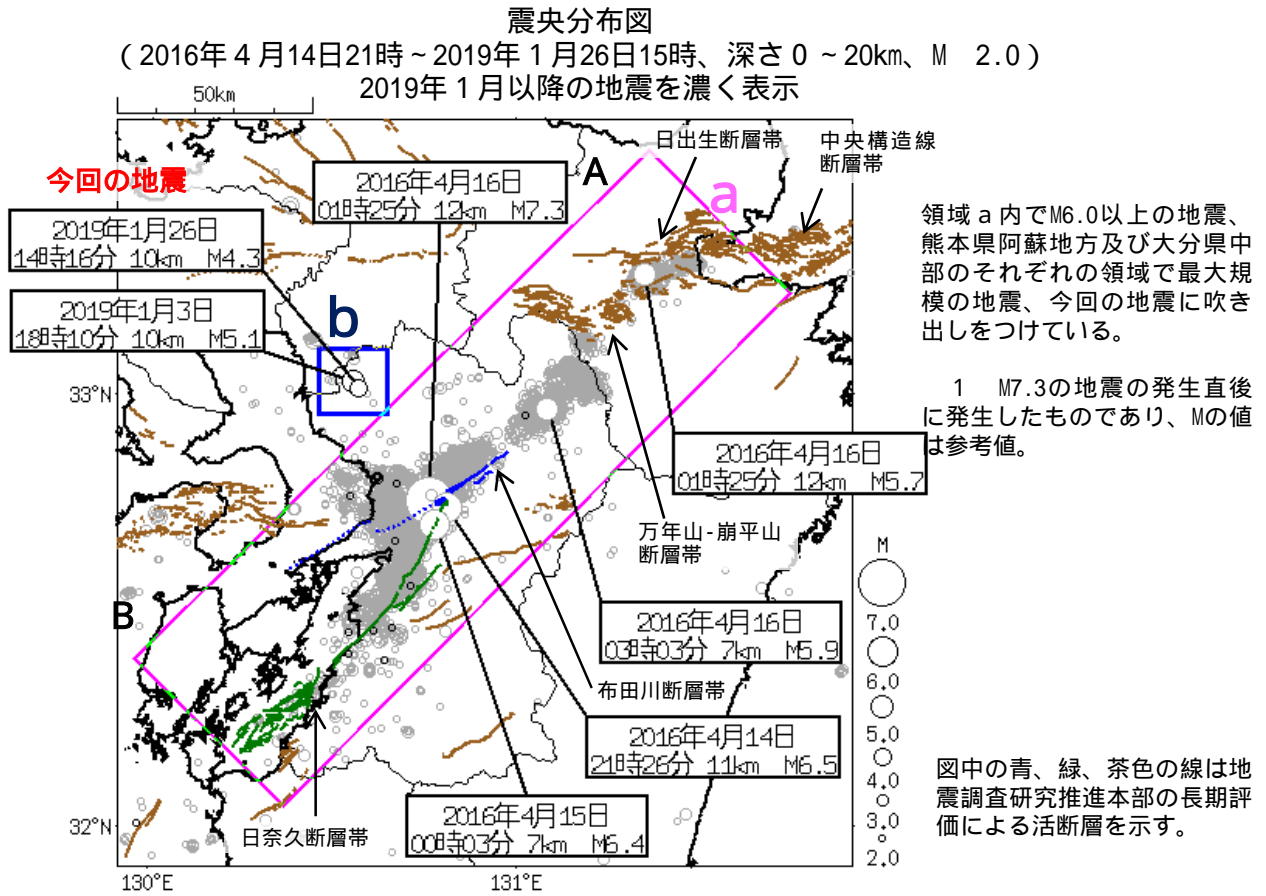 震央分布図
(2016年4月14日21時~2019年1月26日15時、深さ0~20km、M 2.0)
2019年1月以降の地震を濃く表示
50km
今回の地震
2019年1月26日
14時16分 10km M4.3
2019年1月3日
18時10分 10km M5.1
2016年4月16日
01時25分 12km M7.3
A
a
日出生断層帯
中央構造線
断層帯
b
33°N
2016年4月16日
01時25分 12km M5.7
万年山-崩平山
断層帯
2016年4月16日
03時03分 7km M5.9
B
布田川断層帯
2016年4月14日
21時26分 11km M6.5
2016年4月15日
00時03分 7km M6.4
日奈久断層帯
32°N
130°E
131°E
M
7.0
6.0
5.0
4.0
3.0
2.0
領域a内でM6.0以上の地震、
熊本県阿蘇地方及び大分県中
部のそれぞれの領域で最大規
模の地震、今回の地震に吹き
出しをつけている。
1 M7.3の地震の発生直後
に発生したものであり、Mの値
は参考値。
図中の青、緑、茶色の線は地
震調査研究推進本部の長期評
価による活断層を示す。